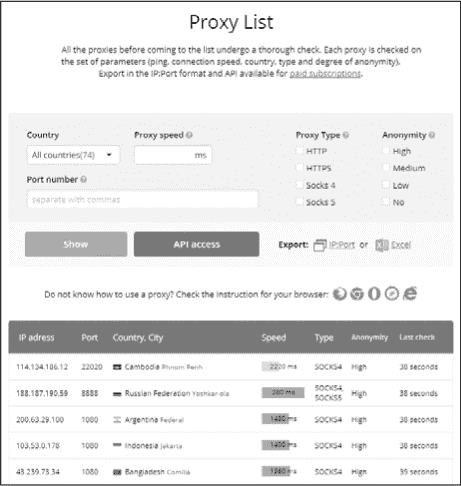 Proxy List
All the proxies before coming to the list undergo a thorough check. Each proxy is checked on
the set of parameters (ping, connection speed, country, type and degree of anonymity).
Export in the IP:Port format and API available for paid subscriptions.
Country Proxy speed Proxy Type Anonymity
All countries(74) ms HTTP High
HTTPS Medium
Port number Socks 4 Low
separate with commas Socks 5 No
Show API access Export: IP:Port or Excel
Do not know how to use a proxy? Check the instruction for your browser:
IP adress Port Country, City Speed Type Anonymity Last check
114.134.186.12 22020 Cambodia Phnom Penh 2220 ms SOCKS4 High 38 seconds
188.187.190.59 8888 Russian Federation Yoshkar-ola 280 ms SOCKS4, SOCKS5 High 38 seconds
200.63.29.100 1080 Argentina Federal ms SOCKS4 High 38 seconds
103.53.0.178 1080 Indonesia Jakarta ms SOCKS4 High 38 seconds
43.239.73.34 1080 Bangladesh Comilla ms SOCKS4 High 39 seconds